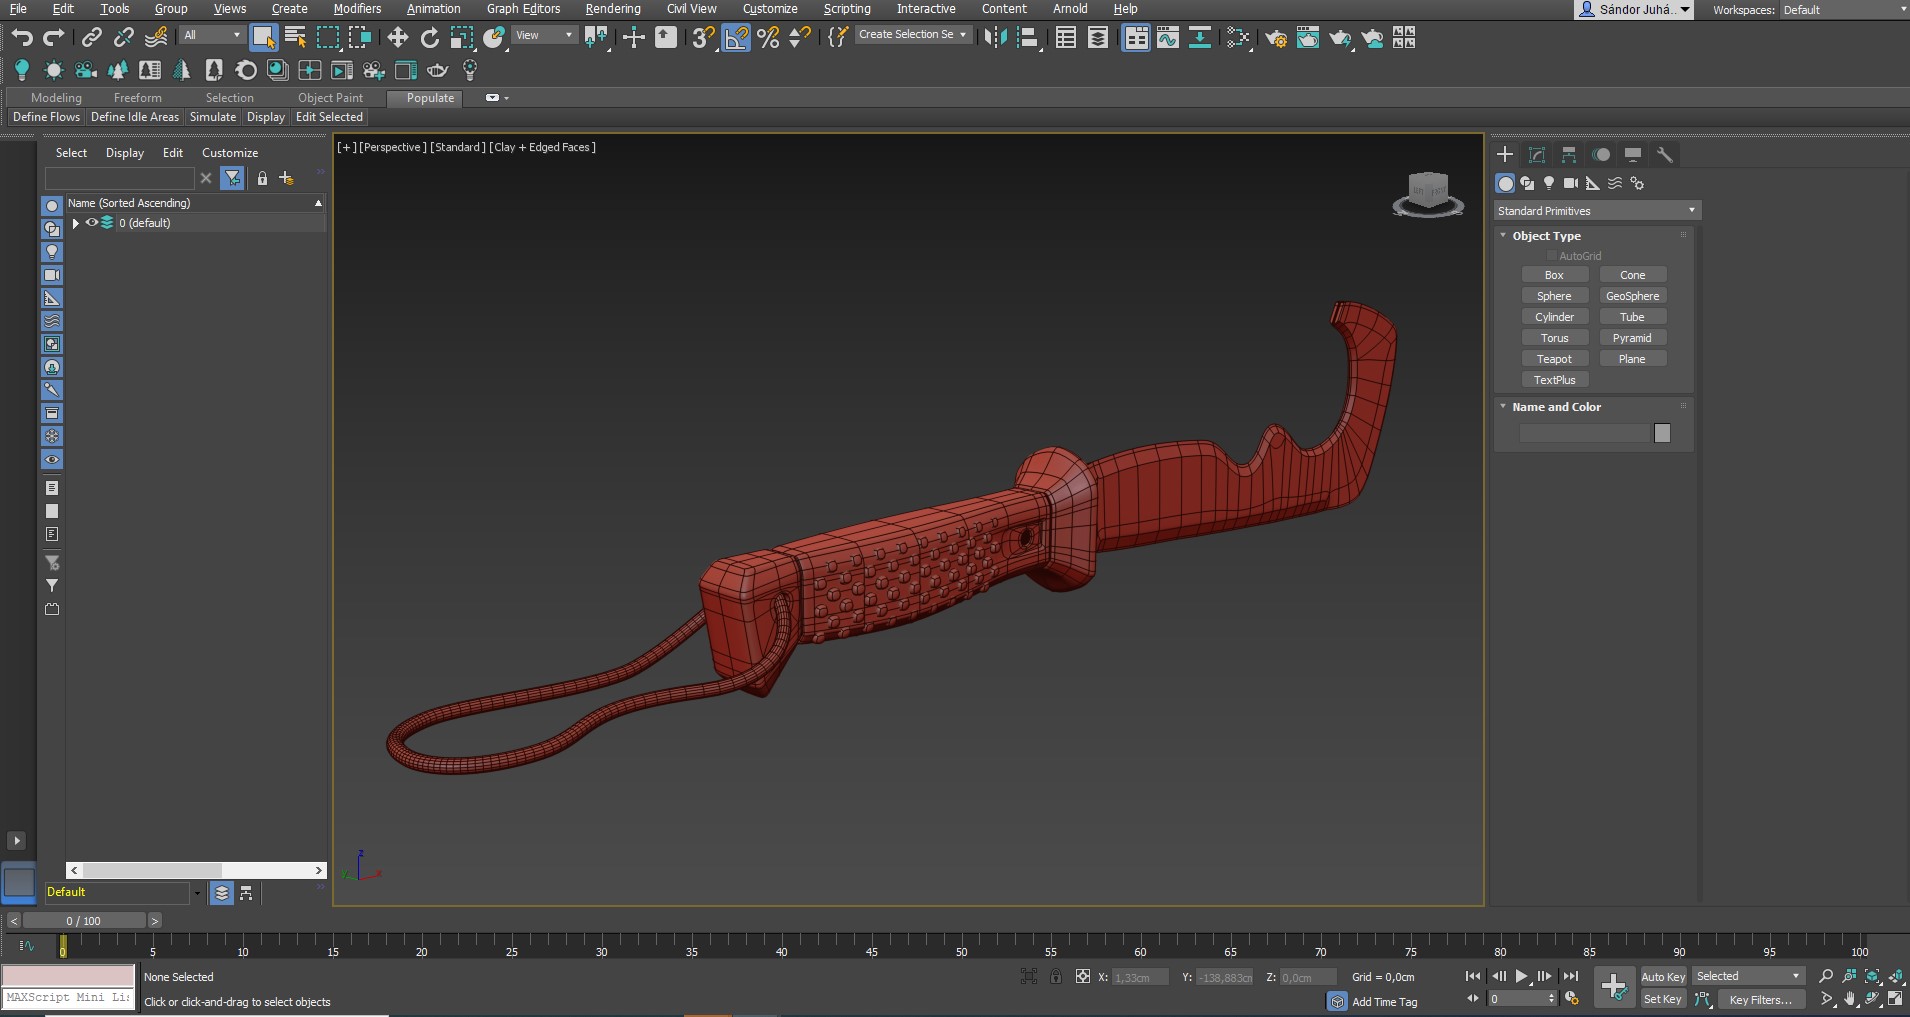 File Edit Tools Group Views Create Modifiers Animation Graph Editors Rendering Civil View Customize Scripting Interactive Content Arnold Help Sándor Juhá.. Workspaces: Default
All View Create Selection Se
Modeling Freeform Selection Object Paint Populate
Define Flows Define Idle Areas Simulate Display Edit Selected
Select Display Edit Customize
[+] [Perspective ] [Standard ] [Clay + Edged Faces ]
Name (Sorted Ascending)
0 (default)
Standard Primitives
Object Type
AutoGrid
Box Cone
Sphere GeoSphere
Cylinder Tube
Torus Pyramid
Teapot Plane
TextPlus
Name and Color
z
x
Default
< 0 / 100 >
0 5 10 15 20 25 30 35 40 45 50 55 60 65 70 75 80 85 90 95 100
None Selected X: 1,33cm Y: -138,883cm Z: 0,0cm Grid = 0,0cm Auto Key Selected
MAXScript Mini Li: Click or click-and-drag to select objects Add Time Tag 0 Set Key Key Filters...